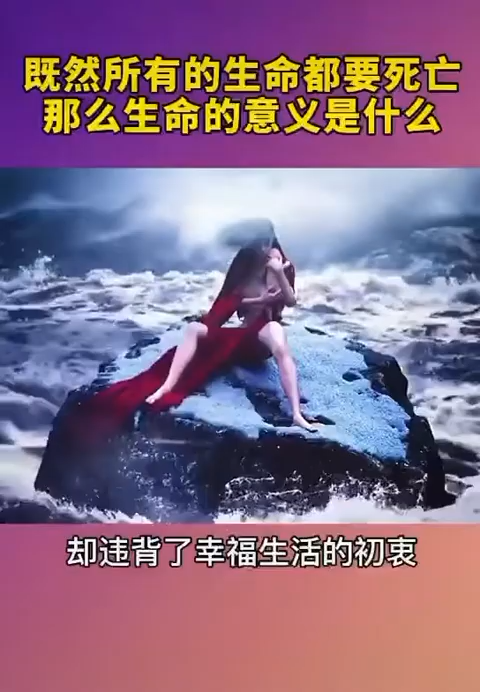 既然所有的生命都要死亡
那么生命的意义是什么
却违背了幸福生活的初衷